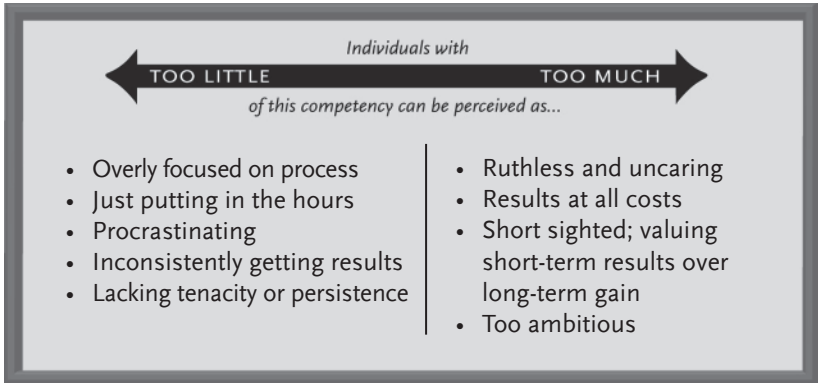 Individuals with
TOO LITTLE TOO MUCH
of this competency can be perceived as...
• Overly focused on process
• Just putting in the hours
• Procrastinating
• Inconsistently getting results
• Lacking tenacity or persistence
• Ruthless and uncaring
• Results at all costs
• Short sighted; valuing
short-term results over
long-term gain
• Too ambitious